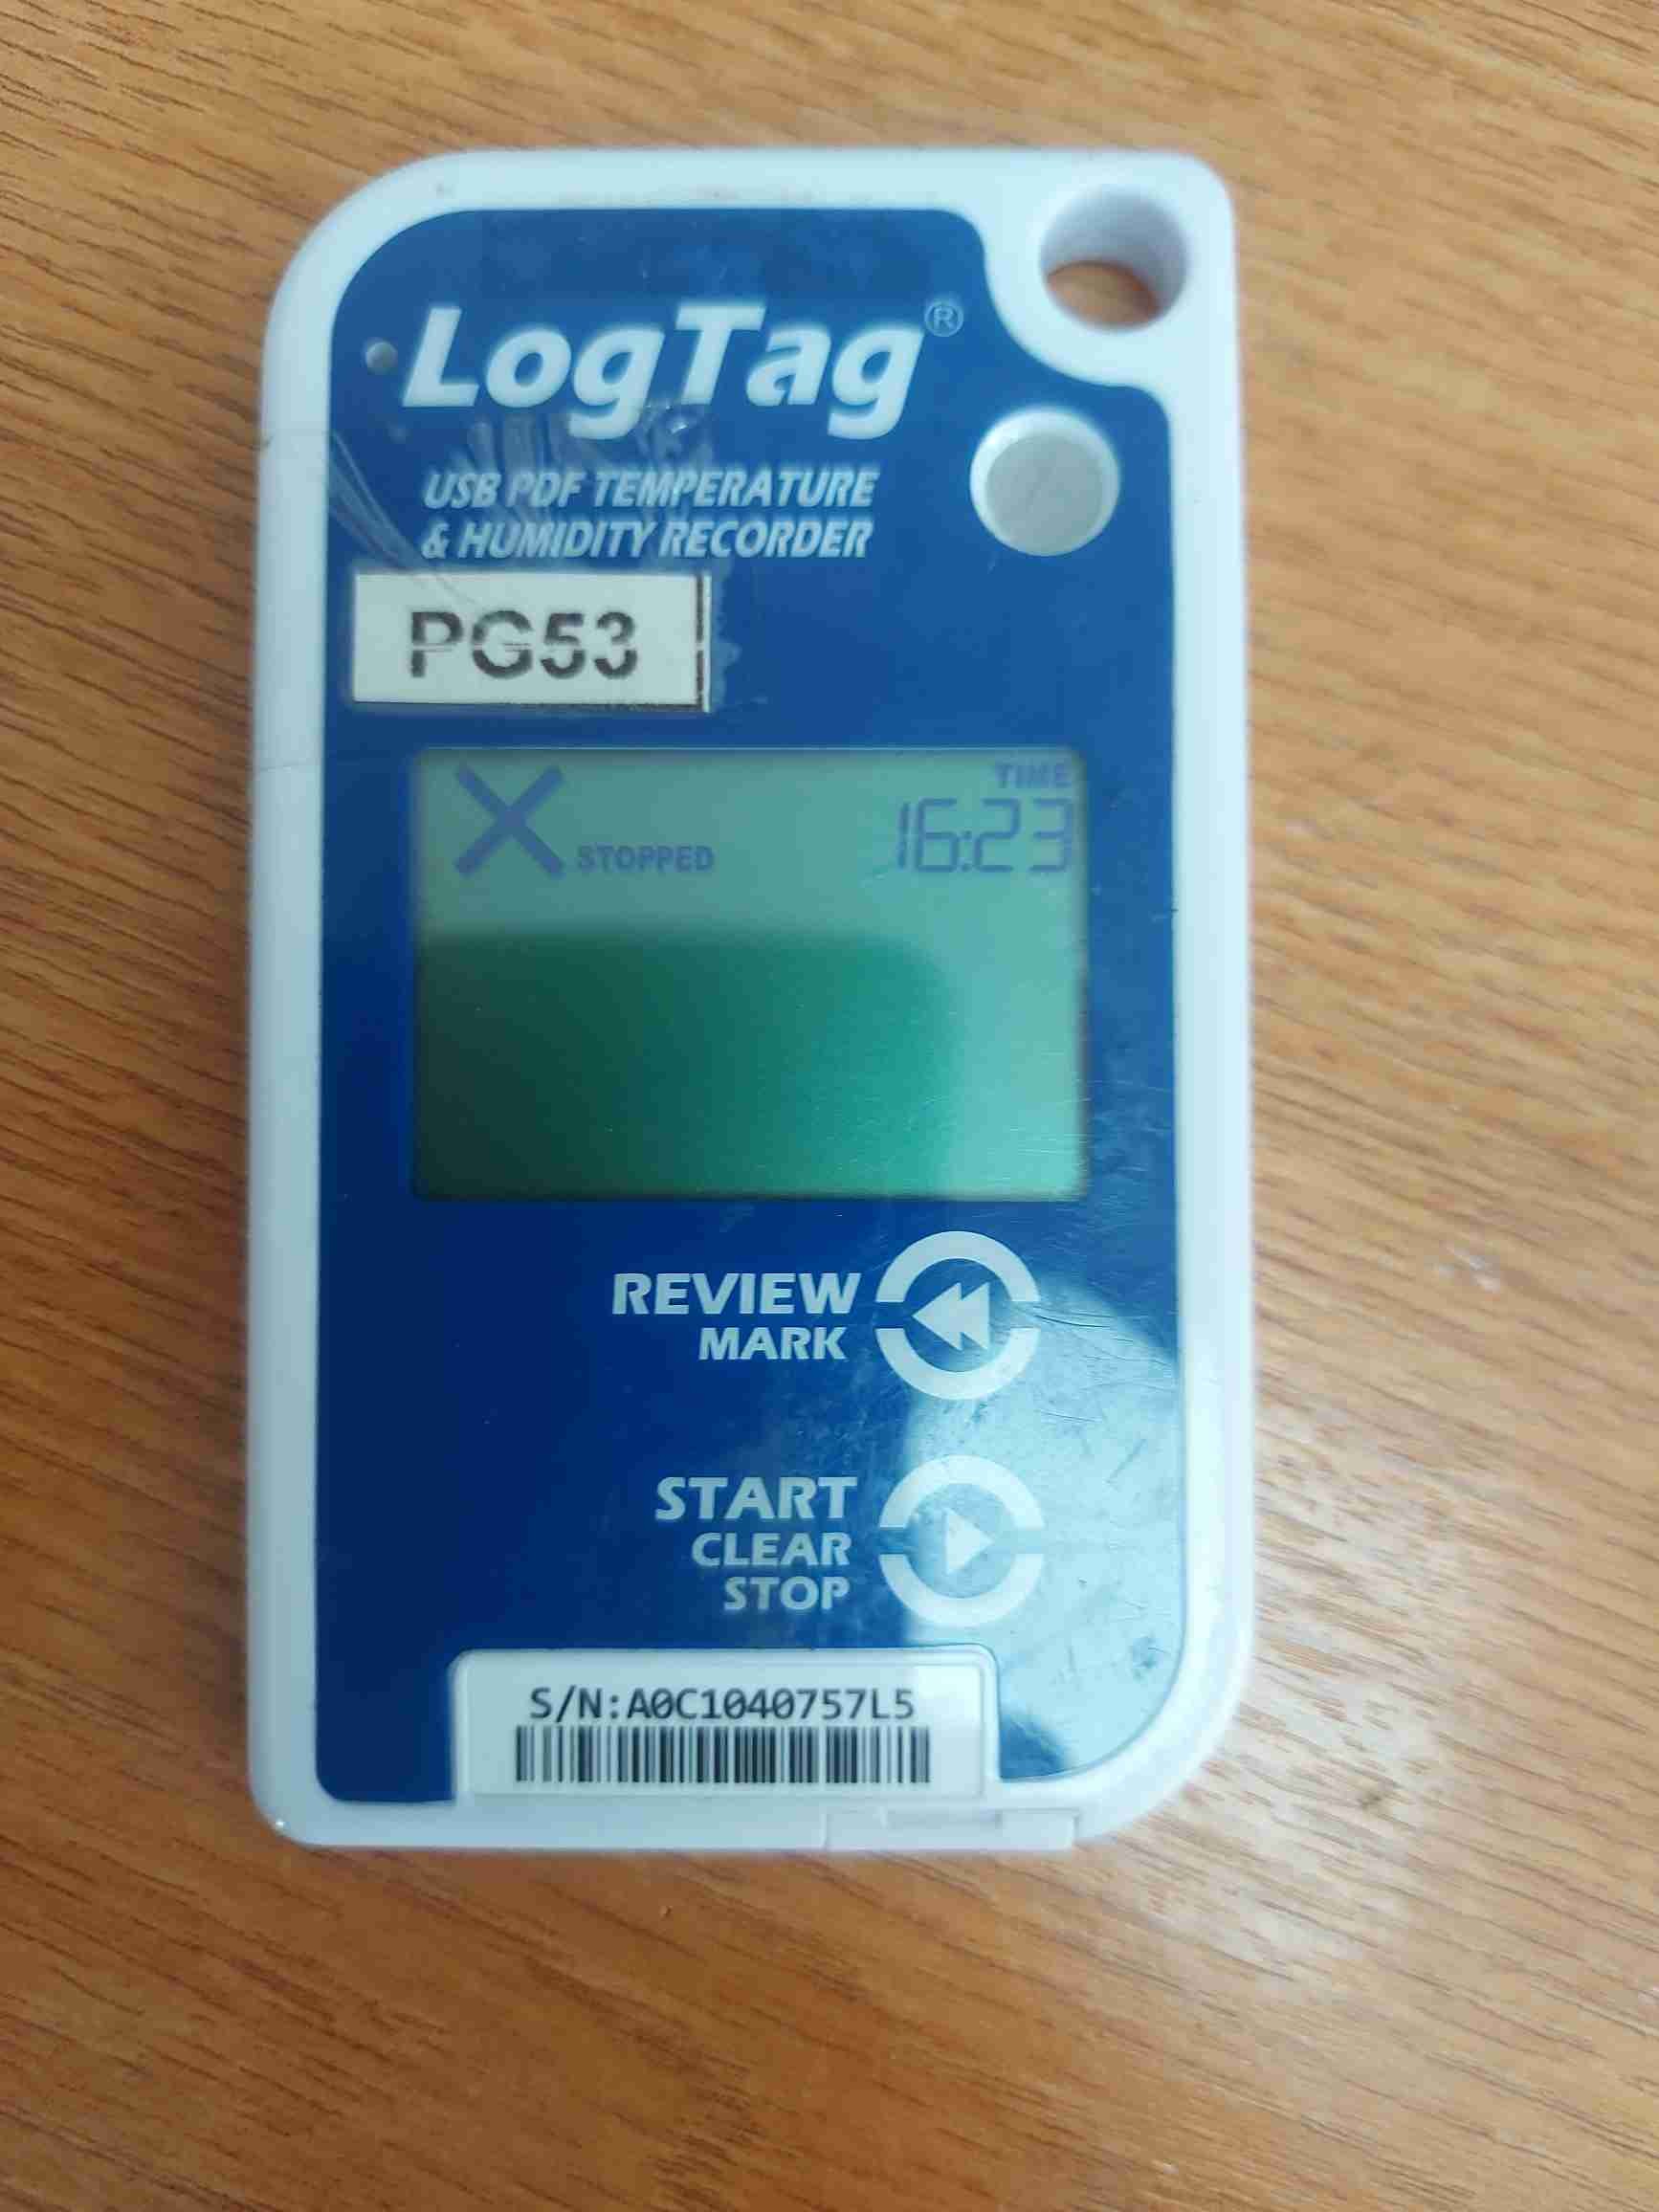 LogTag®
USB PDF TEMPERATURE
& HUMIDITY RECORDER
PG53
TIME
STOPPED 16:23
REVIEW
MARK
START
CLEAR
STOP
S/N:A0C1040757L5